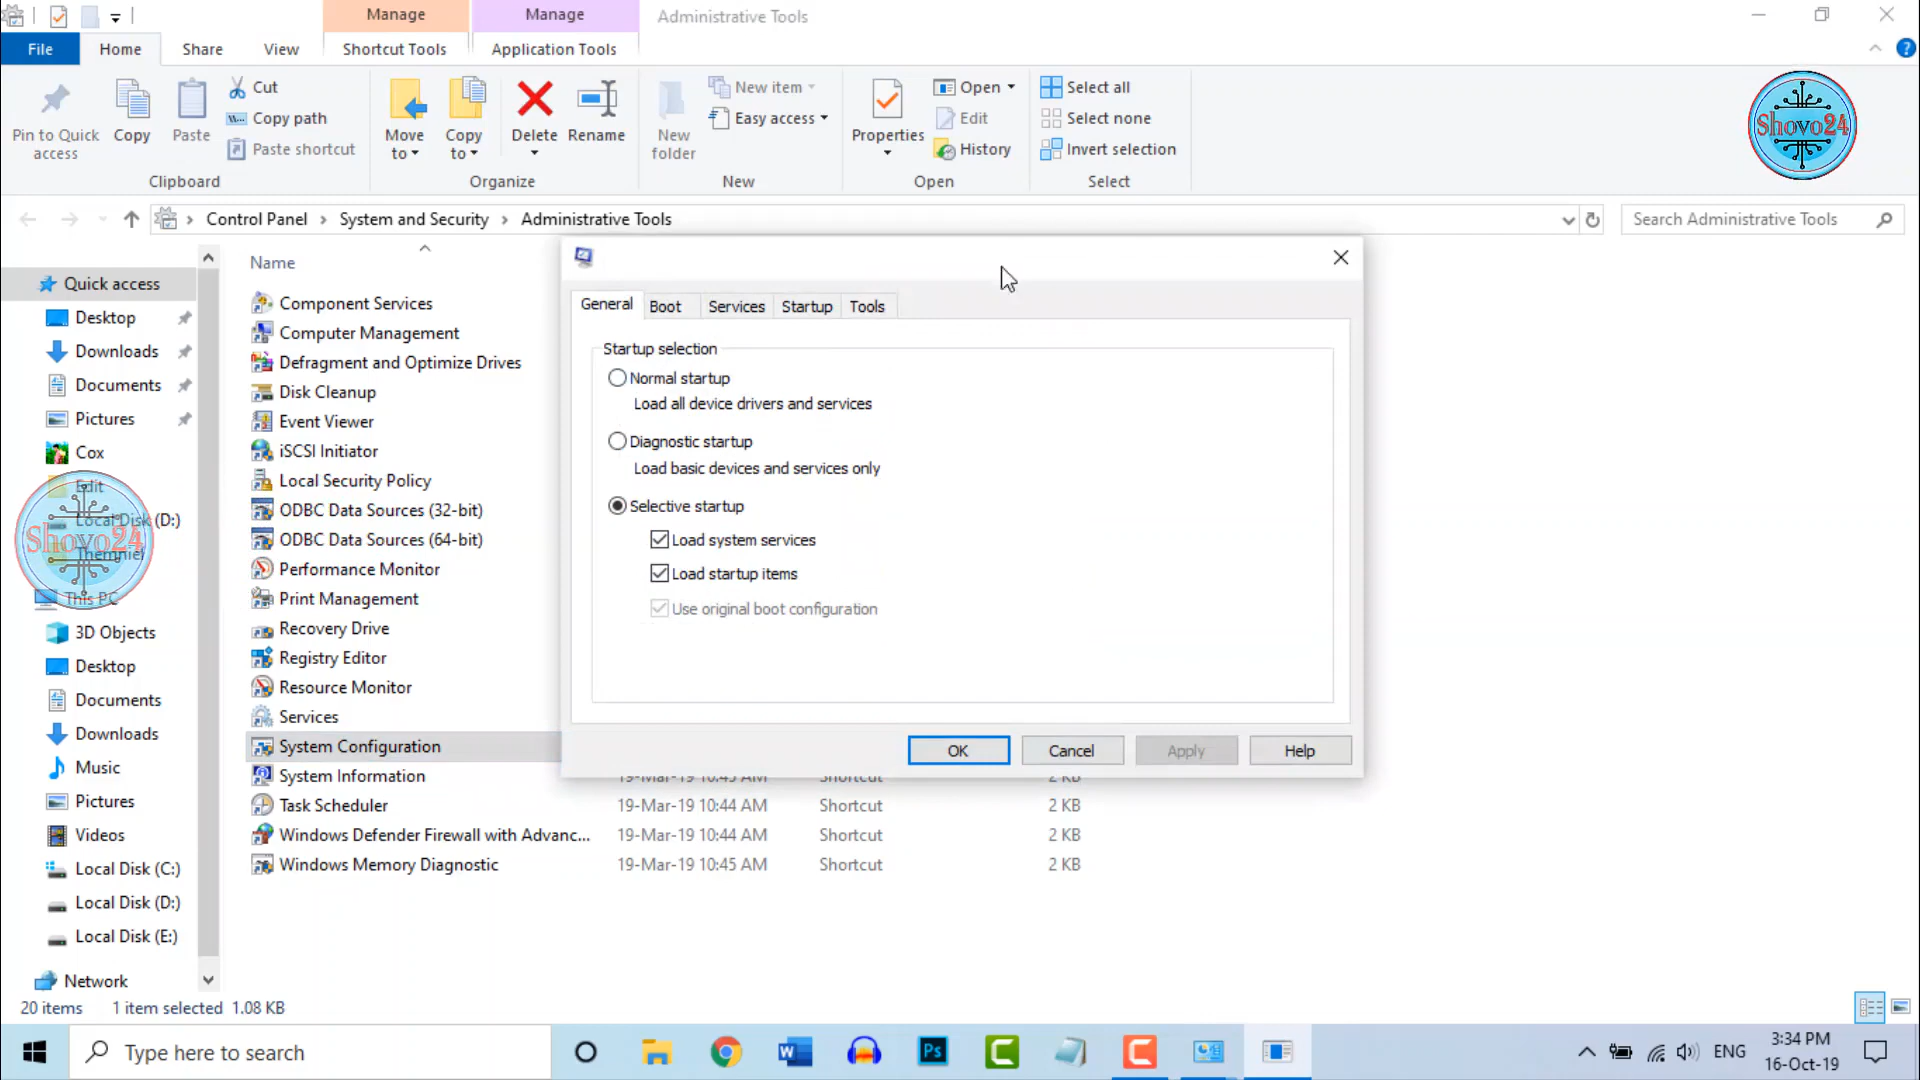 Manage
Manage
Administrative Tools
File
Home
Share
View
Shortcut Tools
Application Tools
Pin to Quick access
Copy
Paste
Cut
Copy path
Paste shortcut
Clipboard
Move to
Copy to
Delete
Rename
Organize
New folder
New item
Easy access
New
Properties
Open
Edit
History
Open
Select all
Select none
Invert selection
Select
Shovo24
Control Panel
System and Security
Administrative Tools
Search Administrative Tools
Quick access
Desktop
Downloads
Documents
Pictures
Cox
Edit
Local Disk (D:)
Themniel
Shovo24
This PC
3D Objects
Desktop
Documents
Downloads
Music
Pictures
Videos
Local Disk (C:)
Local Disk (D:)
Local Disk (E:)
Network
Name
Component Services
Computer Management
Defragment and Optimize Drives
Disk Cleanup
Event Viewer
iSCSI Initiator
Local Security Policy
ODBC Data Sources (32-bit)
ODBC Data Sources (64-bit)
Performance Monitor
Print Management
Recovery Drive
Registry Editor
Resource Monitor
Services
System Configuration
System Information 19-Mar-19 10:45 AM Shortcut 2 KB
Task Scheduler 19-Mar-19 10:44 AM Shortcut 2 KB
Windows Defender Firewall with Advanc... 19-Mar-19 10:44 AM Shortcut 2 KB
Windows Memory Diagnostic 19-Mar-19 10:45 AM Shortcut 2 KB
General
Boot
Services
Startup
Tools
Startup selection
Normal startup
Load all device drivers and services
Diagnostic startup
Load basic devices and services only
Selective startup
Load system services
Load startup items
Use original boot configuration
OK
Cancel
Apply
Help
20 items
1 item selected 1.08 KB
Type here to search
ENG
3:34 PM
16-Oct-19